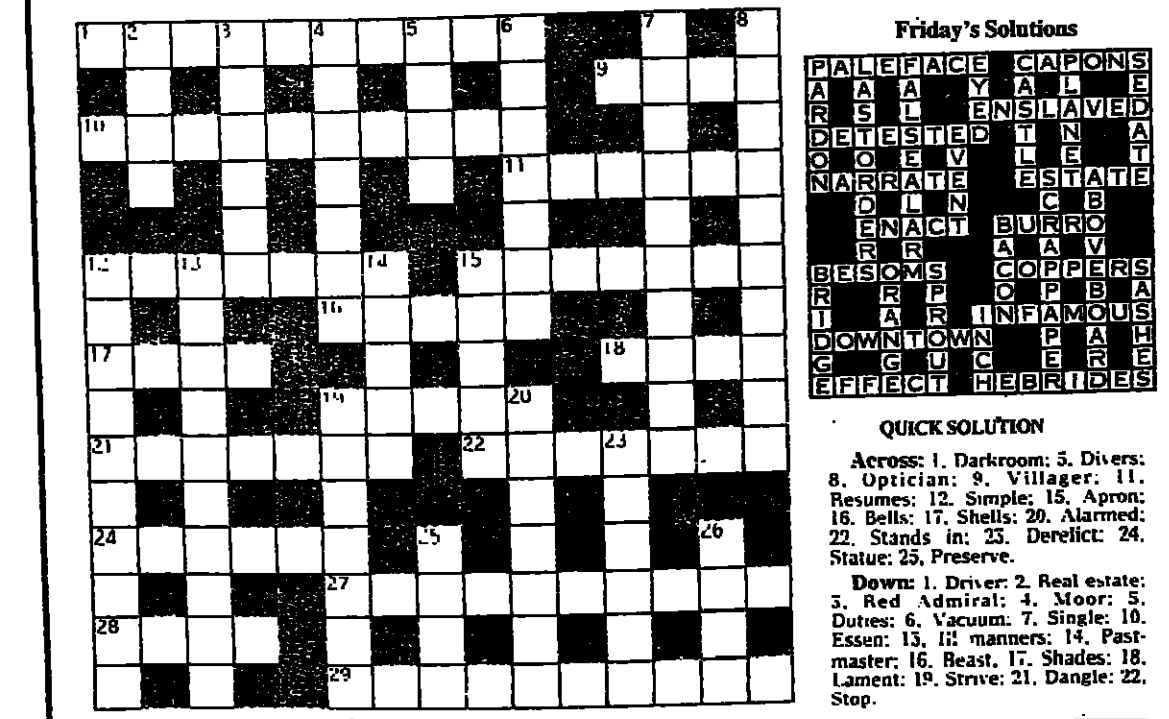 1 2 3 4 5 6 7 8
9
10
11
12 13 14 15
16
17 18
19 20
21 22 23
24 25 26
27
28
29
Friday's Solutions
PALEFACE CAPONS
A A A Y A L E
R S L ENSLAVED
DETESTED T N A
O O E V L E T
NARRATE ESTATE
D L N C B
ENACT BURRO
R R A A V
BESOMS COPPERS
R R P O P B A
I A R INFAMOUS
DOWNTOWN P A H
G G U C E R E
EFFECT HEBRIDES
QUICK SOLUTION
Across: 1. Darkroom: 5. Divers:
8. Optician: 9. Villager: 11.
Resumes: 12. Simple: 15. Apron:
16. Bells: 17. Shells: 20. Alarmed:
22. Stands in: 23. Derelict: 24.
Statue: 25, Preserve.
Down: 1. Driver: 2. Real estate:
3. Red Admiral: 4. Moor: 5.
Duties: 6. Vacuum: 7. Single: 10.
Essen: 13, Ill manners: 14. Past-
master: 16. Beast. 17. Shades: 18.
Lament: 19. Strive: 21. Dangle: 22,
Stop.